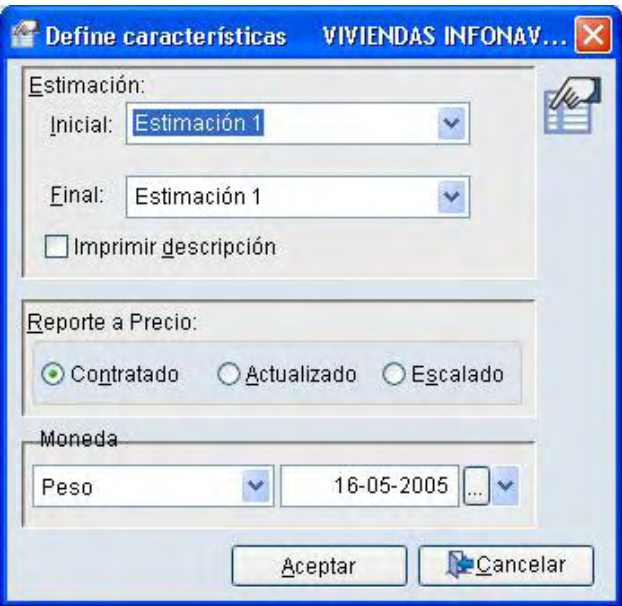 Define características VIVIENDAS INFONAV...
Estimación:
Inicial: Estimación 1
Final: Estimación 1
Imprimir descripción
Reporte a Precio:
Contratado Actualizado Escalado
Moneda
Peso 16-05-2005 ...
Aceptar Cancelar